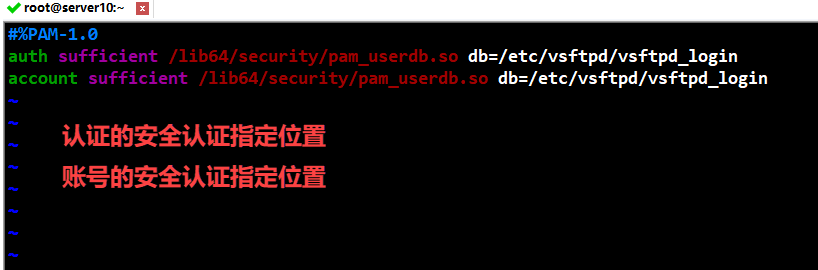 root@server10:~ x
#%PAM-1.0
auth sufficient /lib64/security/pam_userdb.so db=/etc/vsftpd/vsftpd_login
account sufficient /lib64/security/pam_userdb.so db=/etc/vsftpd/vsftpd_login
~
~
认证的安全认证指定位置
~
账号的安全认证指定位置
~
~
~
~
~